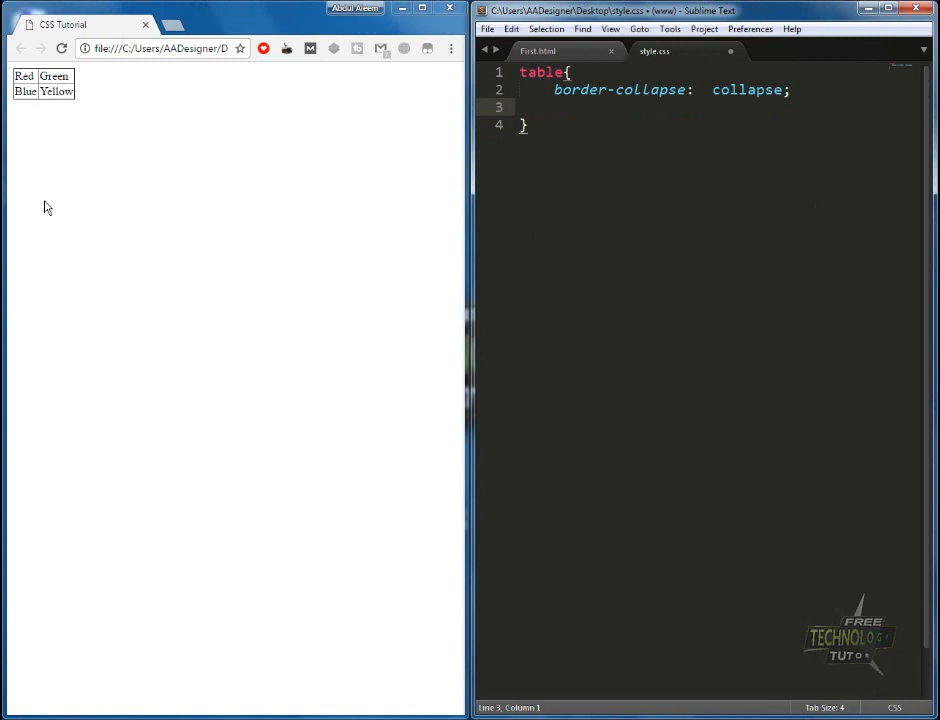 Abdul Aleem
CSS Tutorial
file:///C:/Users/AADesigner/D
Red Green
Blue Yellow
C:\Users\AADesigner\Desktop\style.css • (www) - Sublime Text
File Edit Selection Find View Goto Tools Project Preferences Help
First.html style.css
1 table{
2 border-collapse: collapse;
3
4 }
FREE
TECHNOLOG
TUTOR
Line 3, Column 1 Tab Size: 4 CSS